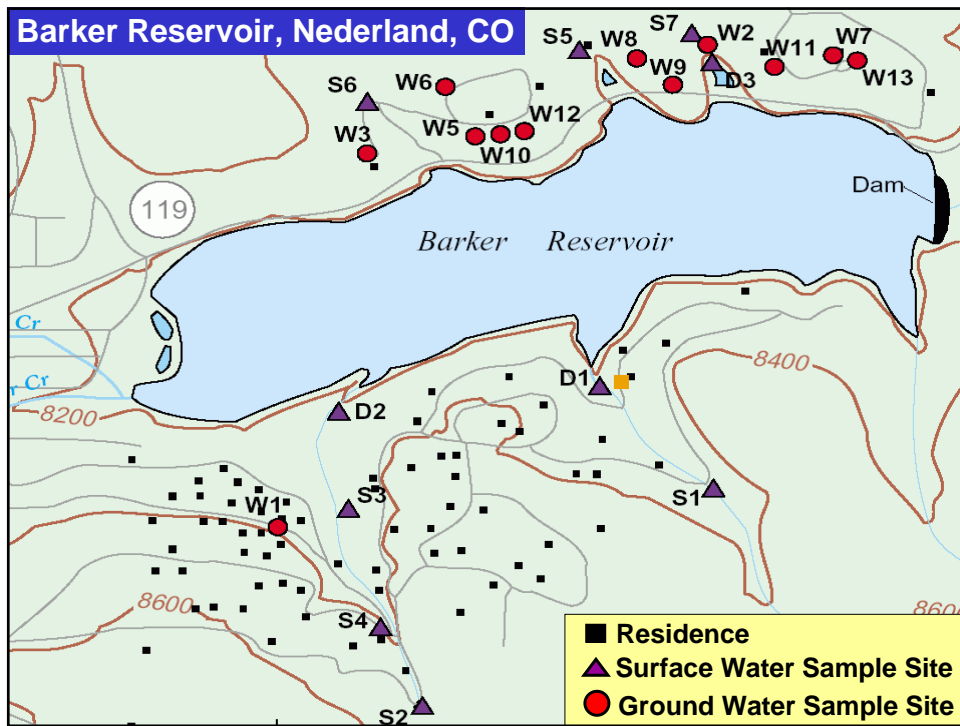 Barker Reservoir, Nederland, CO
S7
S5
W8
W2
W11
W7
W6
S6
W9
D3
W13
W12
W3
W5
W10
Dam
119
Barker Reservoir
Cr
Cr
8400
D1
8200
D2
S3
S1
W1
8600
S4
S2
Residence
Surface Water Sample Site
Ground Water Sample Site